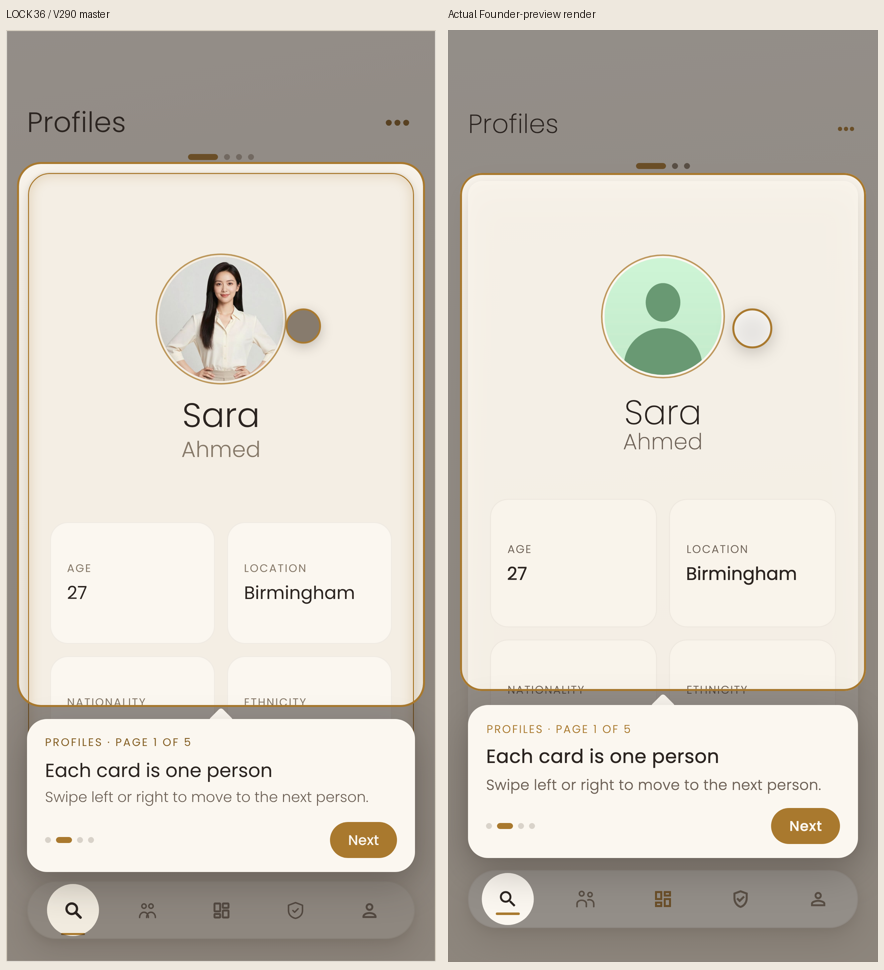 LOCK 36 / V290 master
Profiles
Sara
Ahmed
AGE
27
LOCATION
Birmingham
NATIONALITY
ETHNICITY
PROFILES · PAGE 1 OF 5
Each card is one person
Swipe left or right to move to the next person.
Next
Actual Founder-preview render
Profiles
Sara
Ahmed
AGE
27
LOCATION
Birmingham
NATIONALITY
ETHNICITY
PROFILES · PAGE 1 OF 5
Each card is one person
Swipe left or right to move to the next person.
Next